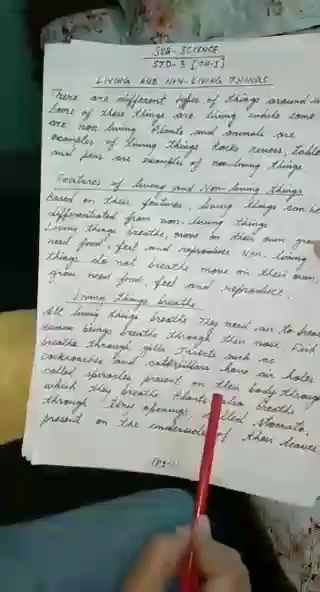 SUB- SCIENCE
STD- 3 [CH-1]
LIVING AND NON-LIVING THINGS
There are different types of things around
Some of these things are living while some
are non living. Plants and animals are
examples of living things. Rocks, rivers, table
and fans are examples of non-living things.
Features of living and Non-living things
Based on their features, living things can be
differentiated from non-living things
Living things breathe, move on their own, grow
need food, feel and reproduce. Non-living
things do not breathe move on their own,
grow need food, feel and reproduce.
Living things breathe
All living things breathe. They need air to
Human beings breathe through their nose. Fish
breathe through gills. Insects such as
cockroaches and caterpillars have air holes
called spiracles present on their body through
which they breathe. Plants also breathe
through tiny openings called stomata
present on the underside of their leaves
(Pg-1)